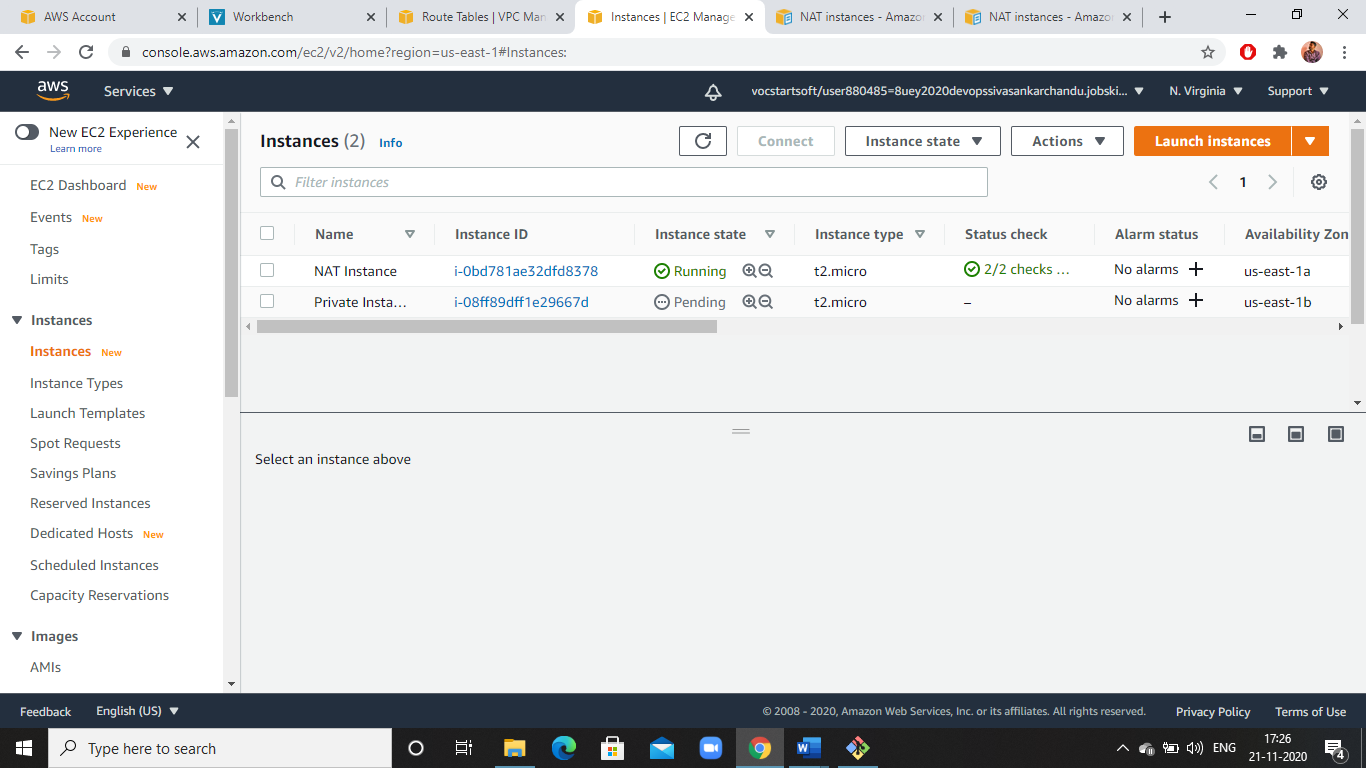 AWS Account
Workbench
Route Tables | VPC Man
Instances | EC2 Manage
NAT instances - Amazo
NAT instances - Amazo
console.aws.amazon.com/ec2/v2/home?region=us-east-1#Instances:
aws
Services
vocstartsoft/user880485=8uey2020devopssivasankarchandu.jobski...
N. Virginia
Support
New EC2 Experience
Learn more
EC2 Dashboard New
Events New
Tags
Limits
Instances
Instances New
Instance Types
Launch Templates
Spot Requests
Savings Plans
Reserved Instances
Dedicated Hosts New
Scheduled Instances
Capacity Reservations
Images
AMIs
Instances (2) Info
Connect
Instance state
Actions
Launch instances
Filter instances
1
Name Instance ID Instance state Instance type Status check Alarm status Availability Zon
NAT Instance i-0bd781ae32dfd8378 Running t2.micro 2/2 checks ... No alarms + us-east-1a
Private Insta... i-08ff89dff1e29667d Pending t2.micro – No alarms + us-east-1b
Select an instance above
Feedback English (US) © 2008 - 2020, Amazon Web Services, Inc. or its affiliates. All rights reserved. Privacy Policy Terms of Use
Type here to search
W
ENG
17:26
21-11-2020
4